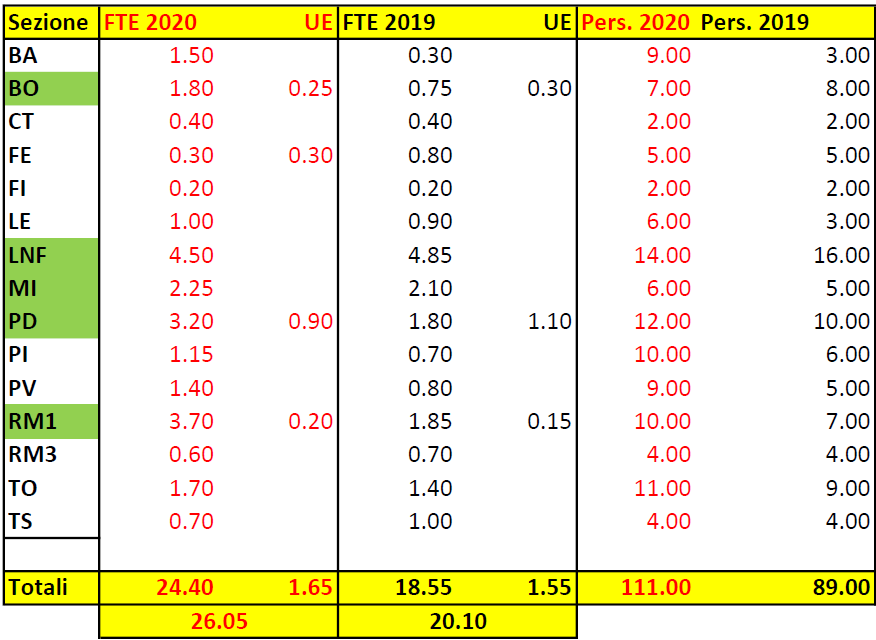 Sezione FTE 2020 UE FTE 2019 UE Pers. 2020 Pers. 2019
BA 1.50 0.30 9.00 3.00
BO 1.80 0.25 0.75 0.30 7.00 8.00
CT 0.40 0.40 2.00 2.00
FE 0.30 0.30 0.80 5.00 5.00
FI 0.20 0.20 2.00 2.00
LE 1.00 0.90 6.00 3.00
LNF 4.50 4.85 14.00 16.00
MI 2.25 2.10 6.00 5.00
PD 3.20 0.90 1.80 1.10 12.00 10.00
PI 1.15 0.70 10.00 6.00
PV 1.40 0.80 9.00 5.00
RM1 3.70 0.20 1.85 0.15 10.00 7.00
RM3 0.60 0.70 4.00 4.00
TO 1.70 1.40 11.00 9.00
TS 0.70 1.00 4.00 4.00
Totali 24.40 1.65 18.55 1.55 111.00 89.00
26.05 20.10